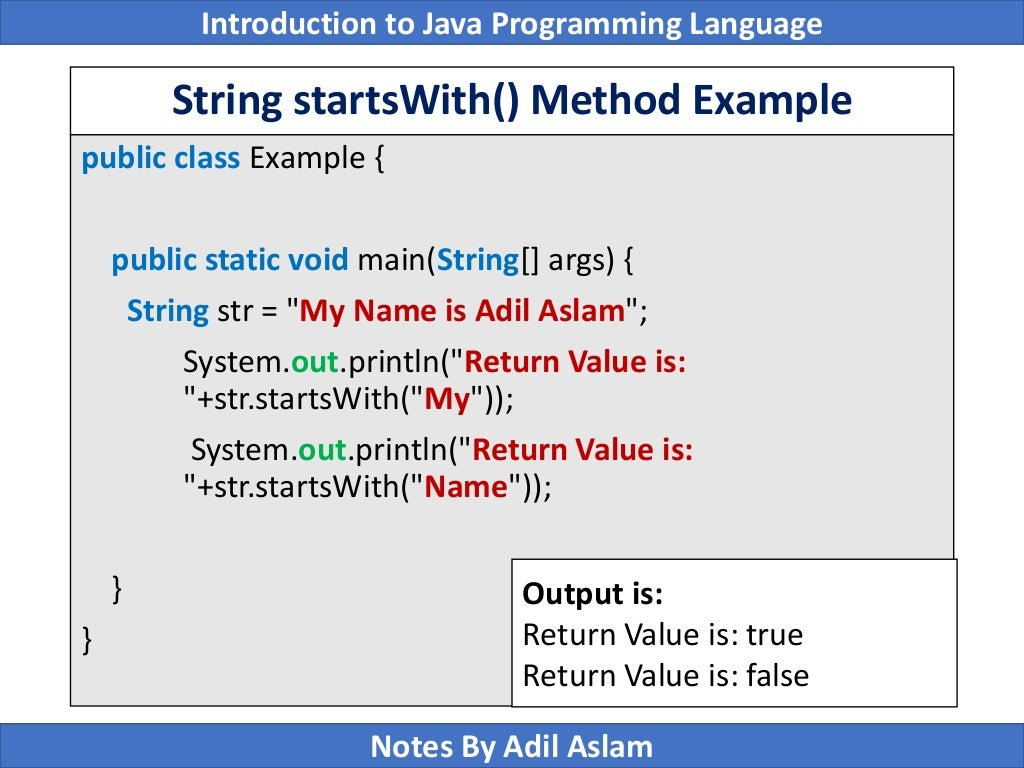 Introduction to Java Programming Language
String startsWith() Method Example
public class Example {
public static void main(String[] args) {
String str = "My Name is Adil Aslam";
System.out.println("Return Value is:
"+str.startsWith("My"));
System.out.println("Return Value is:
"+str.startsWith("Name"));
}
}
Output is:
Return Value is: true
Return Value is: false
Notes By Adil Aslam